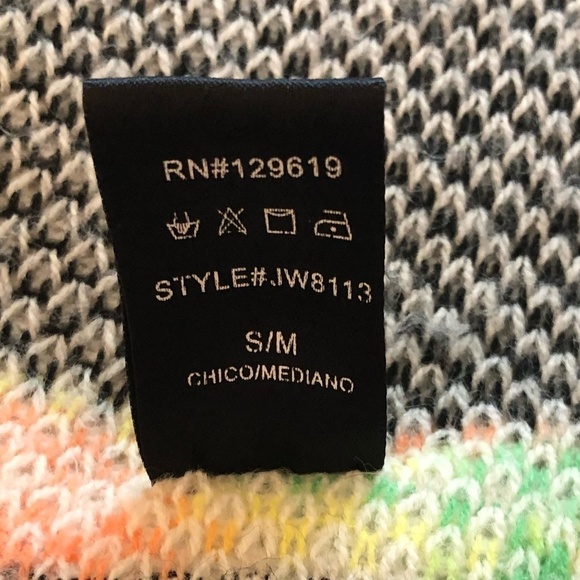 RN#129619
STYLE#JW8113
S/M
CHICO/MEDIANO